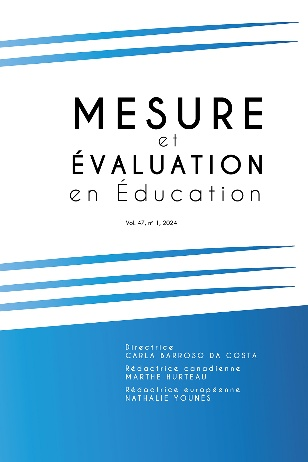 MESURE
et
ÉVALUATION
en Éducation
Vol. 47, nº 1, 2024
Directrice
CARLA BARROSO DA COSTA
Rédactrice canadienne
MARTHE HURTEAU
Rédactrice européenne
NATHALIE YOUNÈS